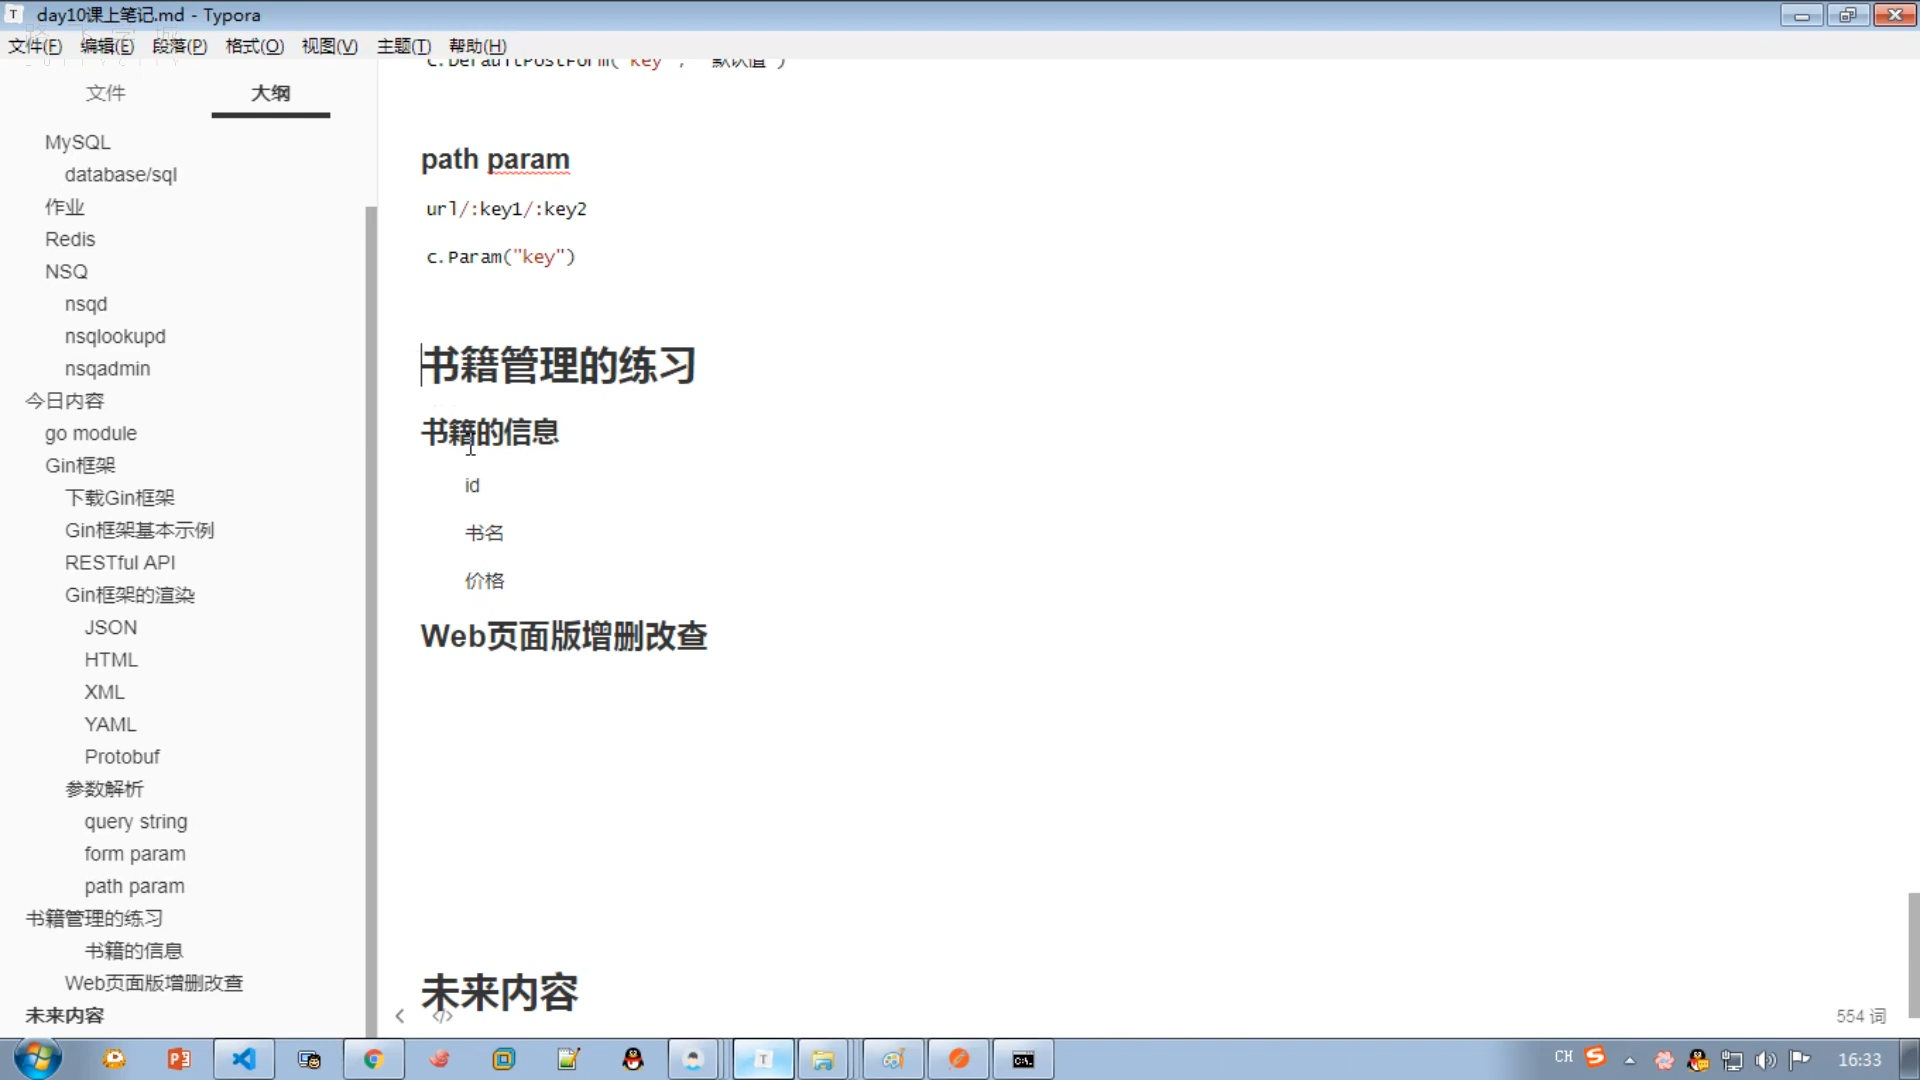 day10课上笔记.md - Typora
文件(F) 编辑(E) 段落(P) 格式(O) 视图(V) 主题(T) 帮助(H)
文件 大纲
MySQL
database/sql
作业
Redis
NSQ
nsqd
nsqlookupd
nsqadmin
今日内容
go module
Gin框架
下载Gin框架
Gin框架基本示例
RESTful API
Gin框架的渲染
JSON
HTML
XML
YAML
Protobuf
参数解析
query string
form param
path param
书籍管理的练习
书籍的信息
Web页面版增删改查
未来内容
c.DefaultPostForm("key", "默认值")
path param
url/:key1/:key2
c.Param("key")
书籍管理的练习
书籍的信息
id
书名
价格
Web页面版增删改查
未来内容
554 词
CH
16:33